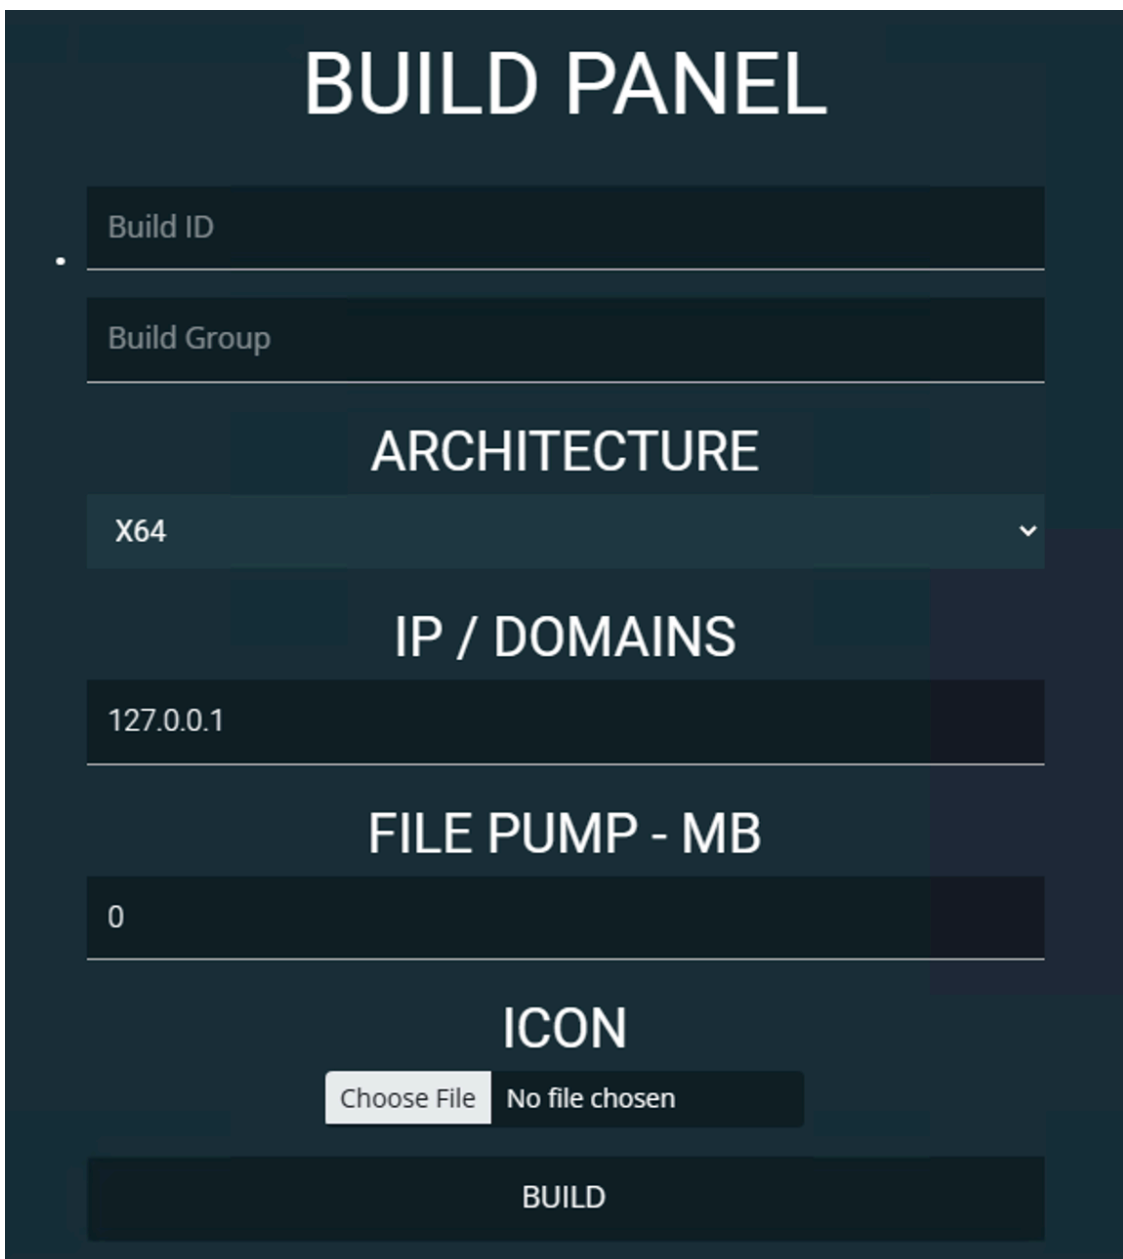 BUILD PANEL
Build ID
Build Group
ARCHITECTURE
X64
IP / DOMAINS
127.0.0.1
FILE PUMP - MB
0
ICON
Choose File No file chosen
BUILD